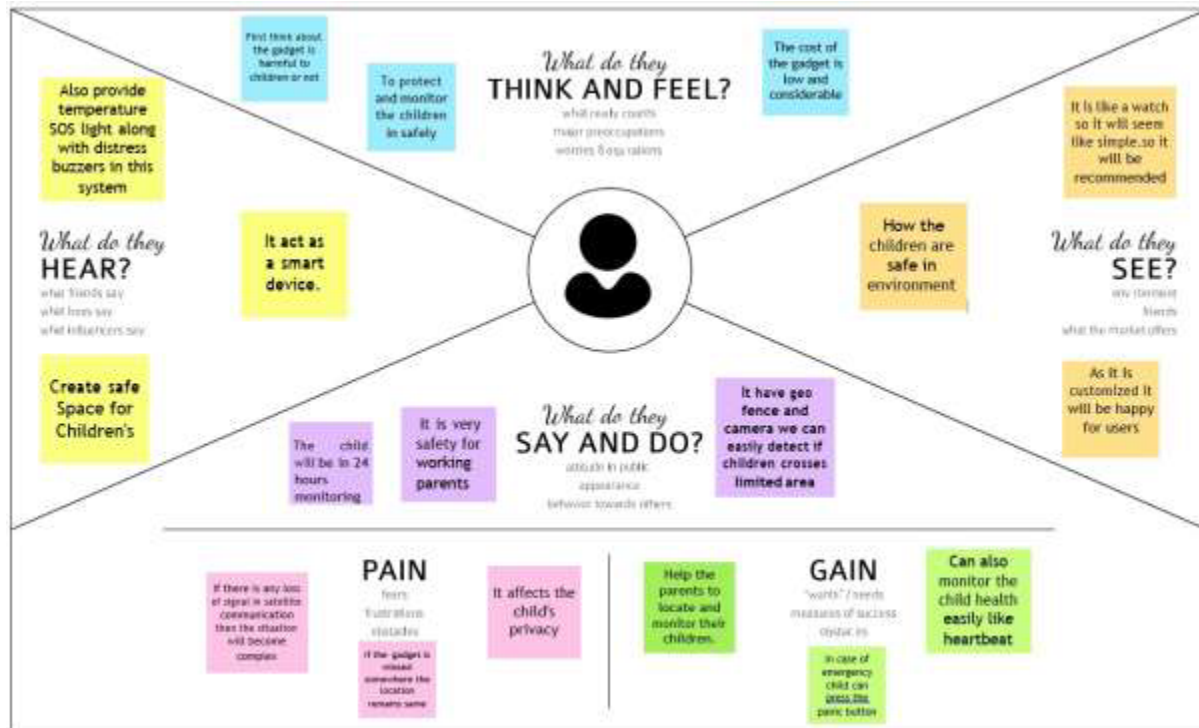 First think about
the gadget is
harmful to
children or not
To protect
and monitor
the children
in safely
What do they
THINK AND FEEL?
what really counts
major preoccupations
worries &
The cost of
the gadget is
low and
considerable
Also provide
temperature
SOS light along
with distress
buzzers in this
system
What do they
HEAR?
what friends say
what boss say
what influencers say
It act as
a smart
device.
Create safe
Space for
Children's
It is like a watch
so it will seem
like simple.so it
will be
recommended
How the
children are
safe in
environment
What do they
SEE?
friends
what the market offers
As it is
customized it
will be happy
for users
The child
will be in 24
hours
monitoring
It is very
safety for
working
parents
What do they
SAY AND DO?
attitude in public
appearance
behavior towards others
It have geo
fence and
camera we can
easily detect if
children crosses
limited area
If there is any loss
of signal in satellite
communication
then the situation
will become
complex
PAIN
fears
frustrations
obstacles
If the gadget is
missed
somewhere the
location
remains same
It affects the
child's
privacy
Help the
parents to
locate and
monitor their
children.
GAIN
"wants" / needs
measures of success
In case of
emergency
child can
press the
panic button
Can also
monitor the
child health
easily like
heartbeat